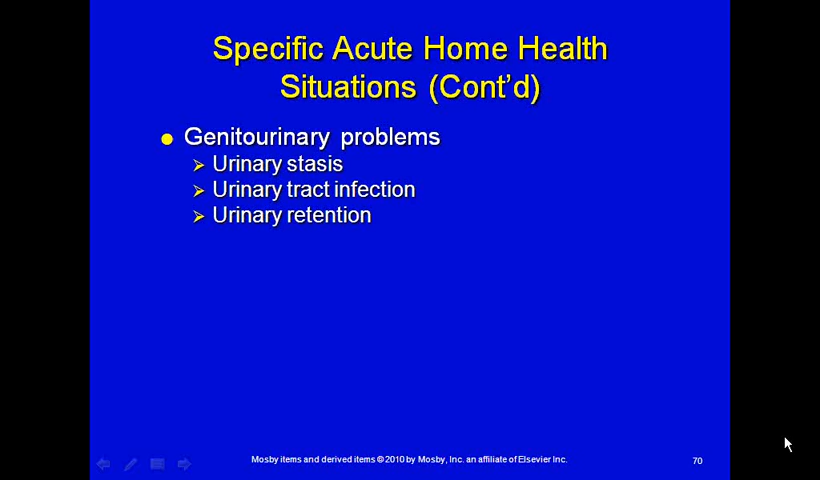 Specific Acute Home Health
Situations (Cont’d)
Genitourinary problems
Urinary stasis
Urinary tract infection
Urinary retention
Mosby items and derived items © 2010 by Mosby, Inc. an affiliate of Elsevier Inc.
70